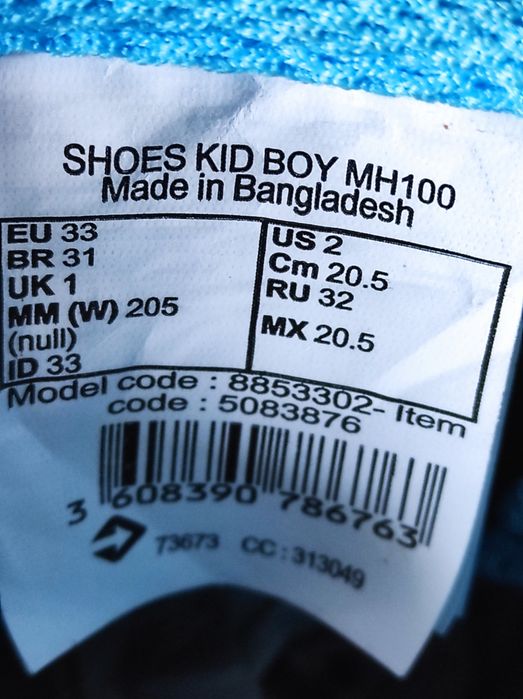 SHOES KID BOY MH100
Made in Bangladesh
EU 33
BR 31
UK 1
MM (W) 205
(null)
ID 33
US 2
Cm 20.5
RU 32
MX 20.5
Model code : 8853302- Item
code : 5083876
3 608390 786763
73673 CC : 313049